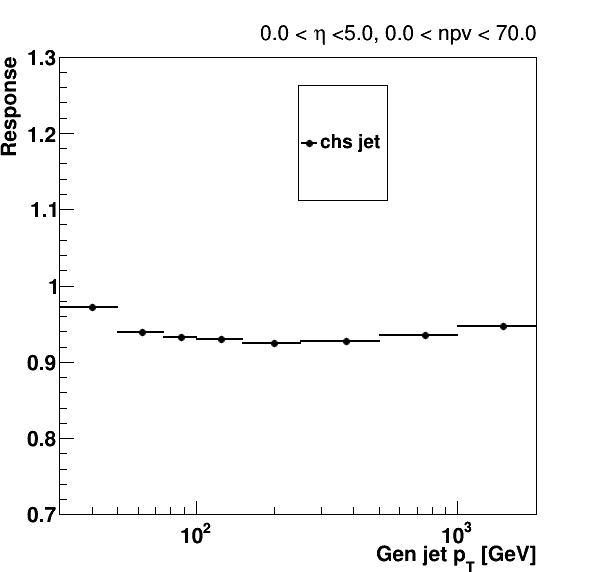 0.0 < η <5.0, 0.0 < npv < 70.0
Response
1.3
1.2
1.1
1
0.9
0.8
0.7
chs jet
10²
10³
Gen jet p_T [GeV]